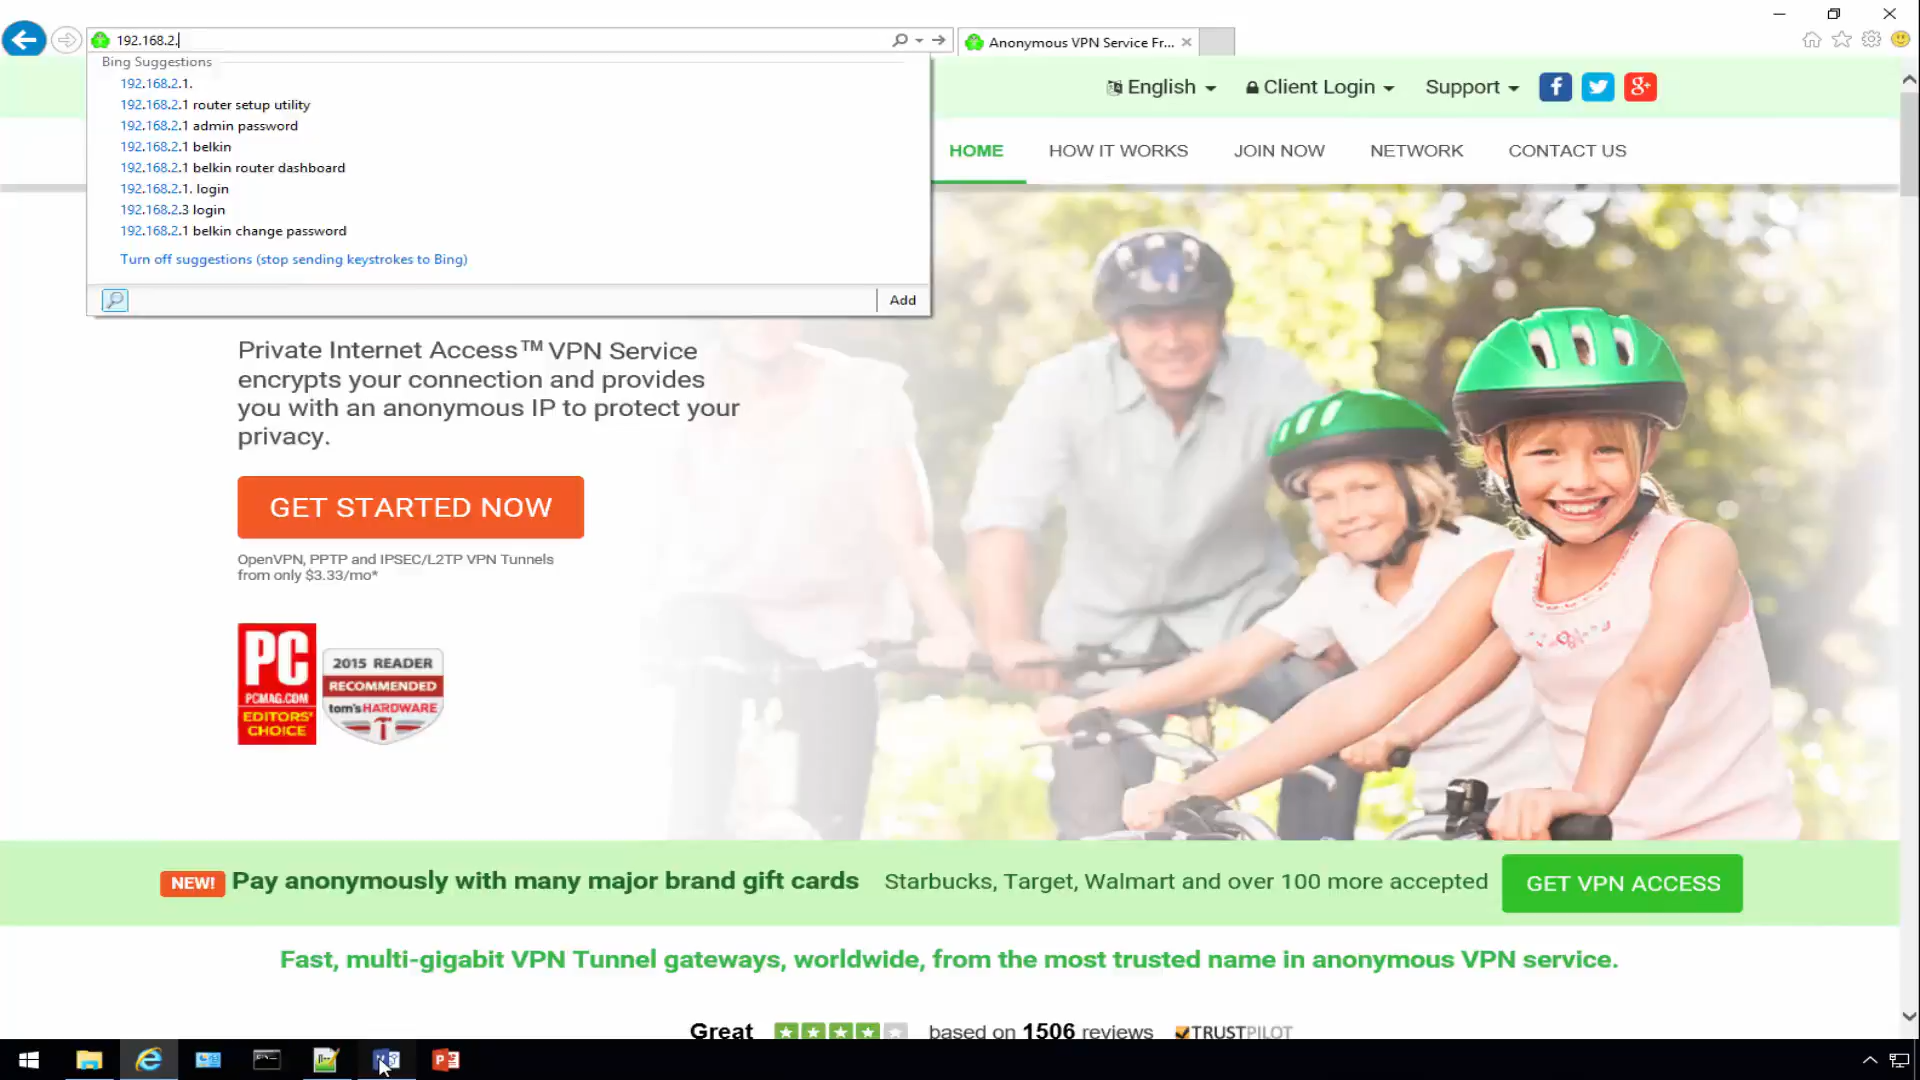 192.168.2.
Anonymous VPN Service Fr...
Bing Suggestions
192.168.2.1.
192.168.2.1 router setup utility
192.168.2.1 admin password
192.168.2.1 belkin
192.168.2.1 belkin router dashboard
192.168.2.1. login
192.168.2.3 login
192.168.2.1 belkin change password
Turn off suggestions (stop sending keystrokes to Bing)
Add
English
Client Login
Support
HOME
HOW IT WORKS
JOIN NOW
NETWORK
CONTACT US
Private Internet Access™ VPN Service
encrypts your connection and provides
you with an anonymous IP to protect your
privacy.
GET STARTED NOW
OpenVPN, PPTP and IPSEC/L2TP VPN Tunnels
from only $3.33/mo*
PC
PCMAG.COM
EDITORS'
CHOICE
2015 READER
RECOMMENDED
tom's HARDWARE
NEW! Pay anonymously with many major brand gift cards Starbucks, Target, Walmart and over 100 more accepted
GET VPN ACCESS
Fast, multi-gigabit VPN Tunnel gateways, worldwide, from the most trusted name in anonymous VPN service.
Great based on 1506 reviews TRUSTPILOT